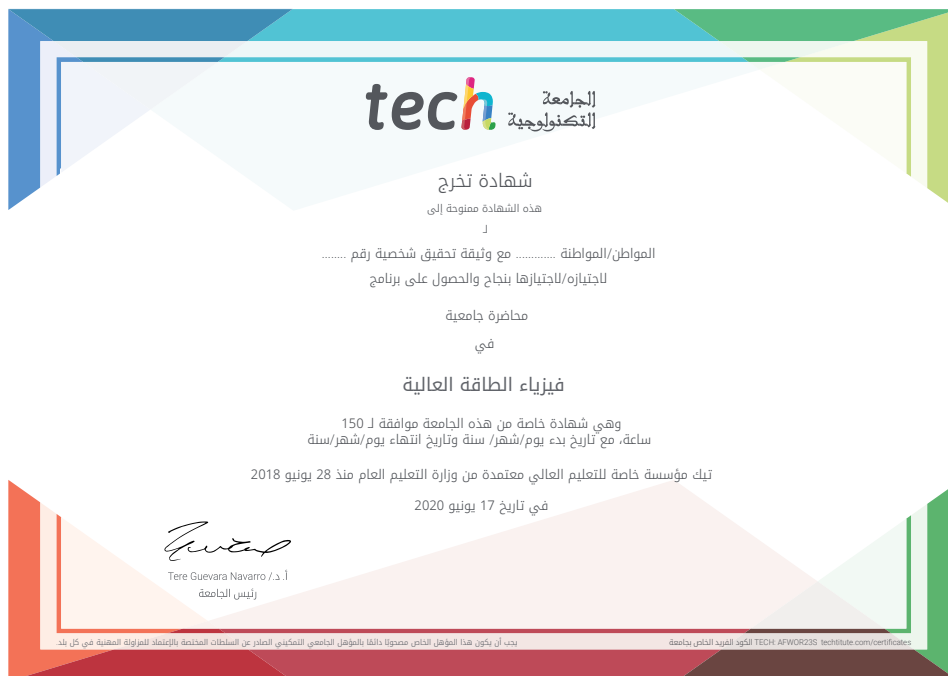 tech الجامعة
التكنولوجية
شهادة تخرج
هذه الشهادة ممنوحة إلى
لـ
المواطن/المواطنة ............ مع وثيقة تحقيق شخصية رقم ........
لاجتيازه/لاجتيازها بنجاح والحصول على برنامج
محاضرة جامعية
في
فيزياء الطاقة العالية
وهي شهادة خاصة من هذه الجامعة موافقة لـ 150
ساعة، مع تاريخ بدء يوم/شهر/ سنة وتاريخ انتهاء يوم/شهر/سنة
تيك مؤسسة خاصة للتعليم العالي معتمدة من وزارة التعليم العام منذ 28 يونيو 2018
في تاريخ 17 يونيو 2020
أ.د./ Tere Guevara Navarro
رئيس الجامعة
الكود الفريد الخاص بجامعة TECH: AFWOR23S techtitute.com/certificates
يجب أن يكون هذا المؤهل الخاص مصحوبًا دائمًا بالمؤهل الجامعي التمكيني الصادر عن السلطات المختصة بالإعتماد للمزاولة المهنية في كل بلد.